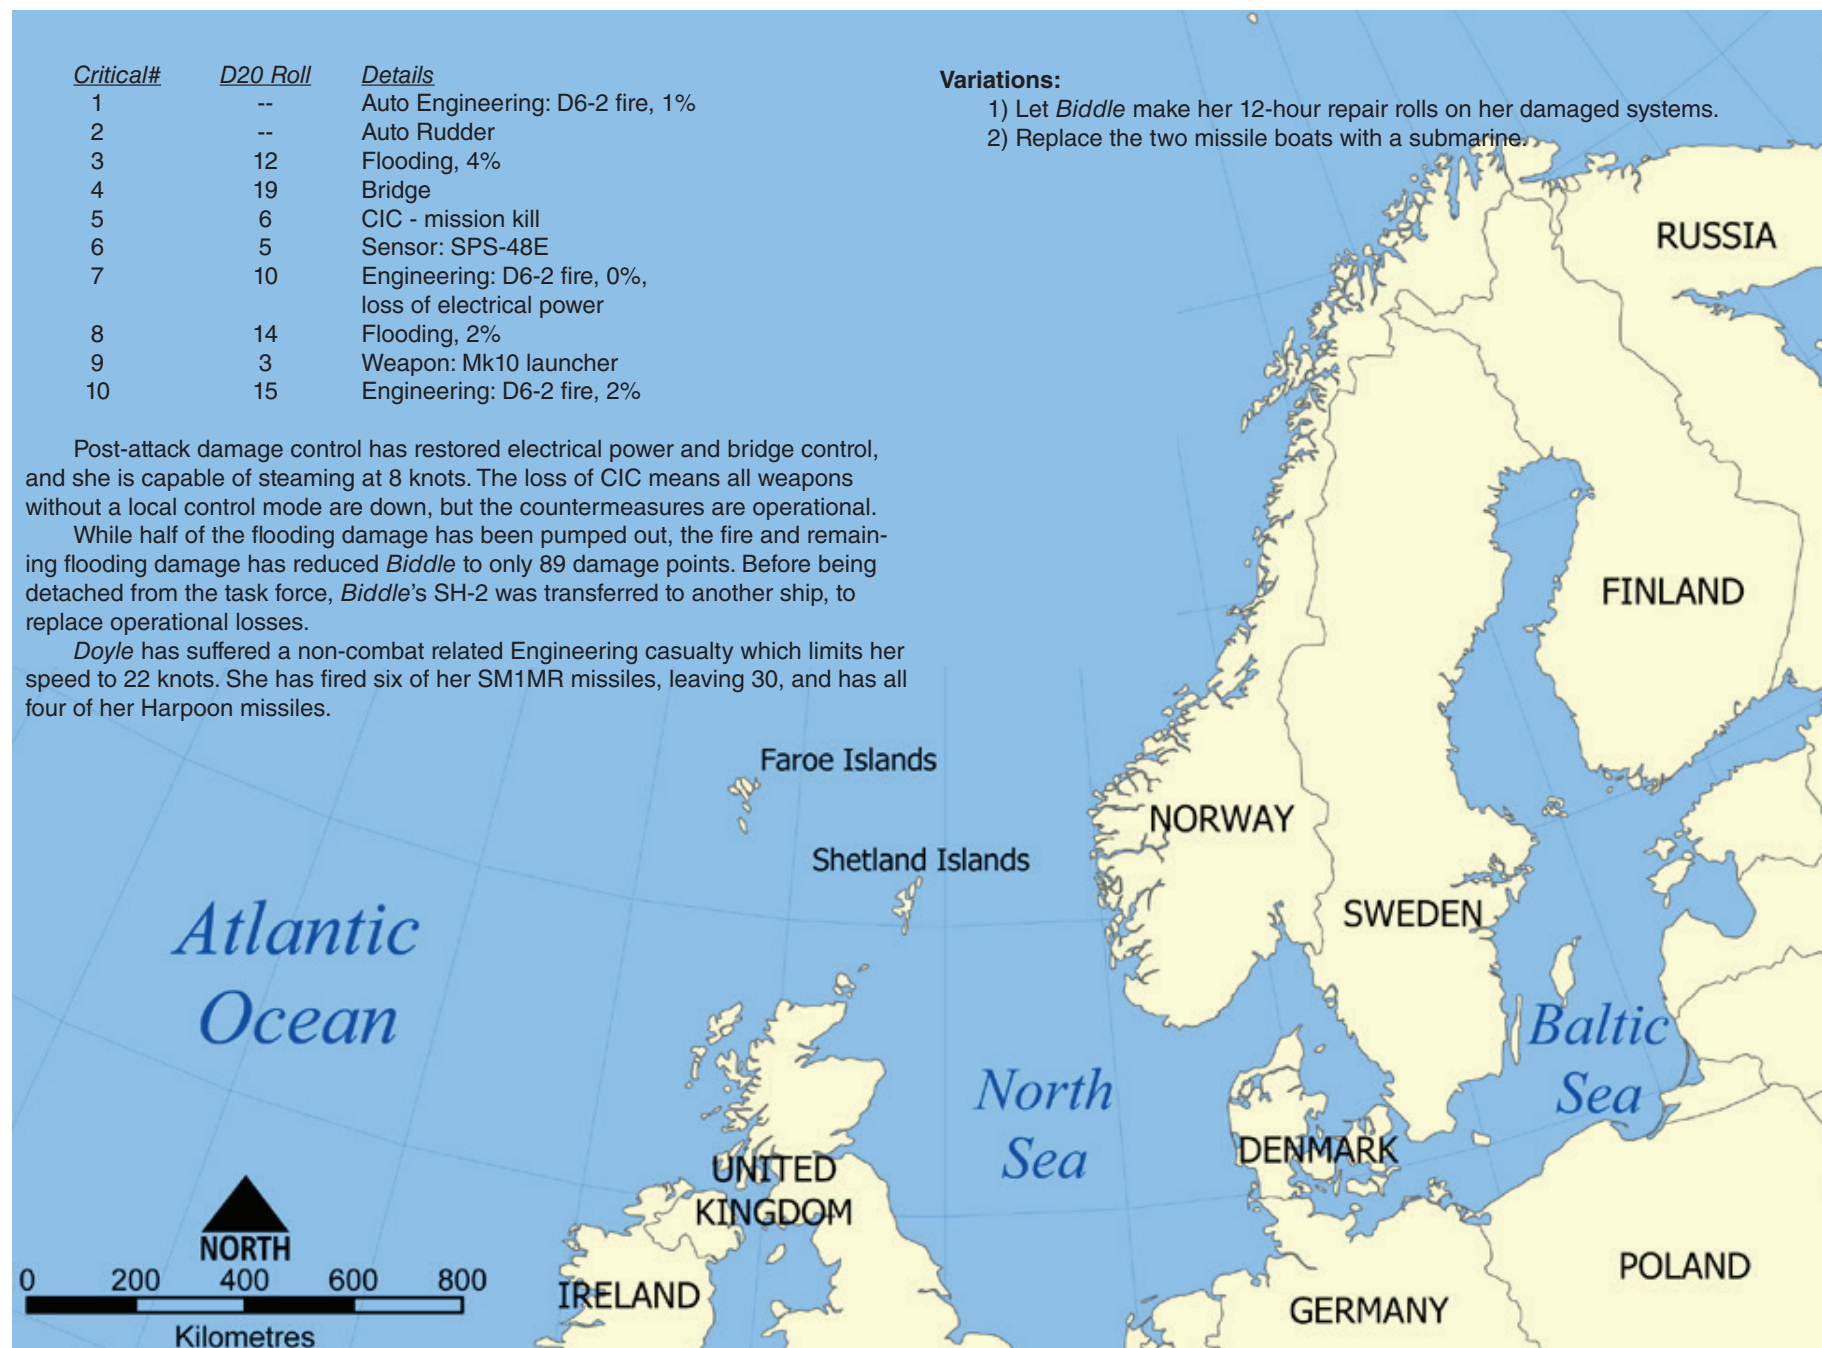 Critical# D20 Roll Details
1 -- Auto Engineering: D6-2 fire, 1%
2 -- Auto Rudder
3 12 Flooding, 4%
4 19 Bridge
5 6 CIC - mission kill
6 5 Sensor: SPS-48E
7 10 Engineering: D6-2 fire, 0%,
loss of electrical power
8 14 Flooding, 2%
9 3 Weapon: Mk10 launcher
10 15 Engineering: D6-2 fire, 2%
Post-attack damage control has restored electrical power and bridge control,
and she is capable of steaming at 8 knots. The loss of CIC means all weapons
without a local control mode are down, but the countermeasures are operational.
While half of the flooding damage has been pumped out, the fire and remain-
ing flooding damage has reduced Biddle to only 89 damage points. Before being
detached from the task force, Biddle's SH-2 was transferred to another ship, to
replace operational losses.
Doyle has suffered a non-combat related Engineering casualty which limits her
speed to 22 knots. She has fired six of her SM1MR missiles, leaving 30, and has all
four of her Harpoon missiles.
Variations:
1) Let Biddle make her 12-hour repair rolls on her damaged systems.
2) Replace the two missile boats with a submarine.
RUSSIA
FINLAND
Faroe Islands
NORWAY
Shetland Islands
SWEDEN
Atlantic
Ocean
Baltic
Sea
North
Sea
DENMARK
UNITED
KINGDOM
NORTH
0 200 400 600 800
Kilometres
IRELAND
POLAND
GERMANY